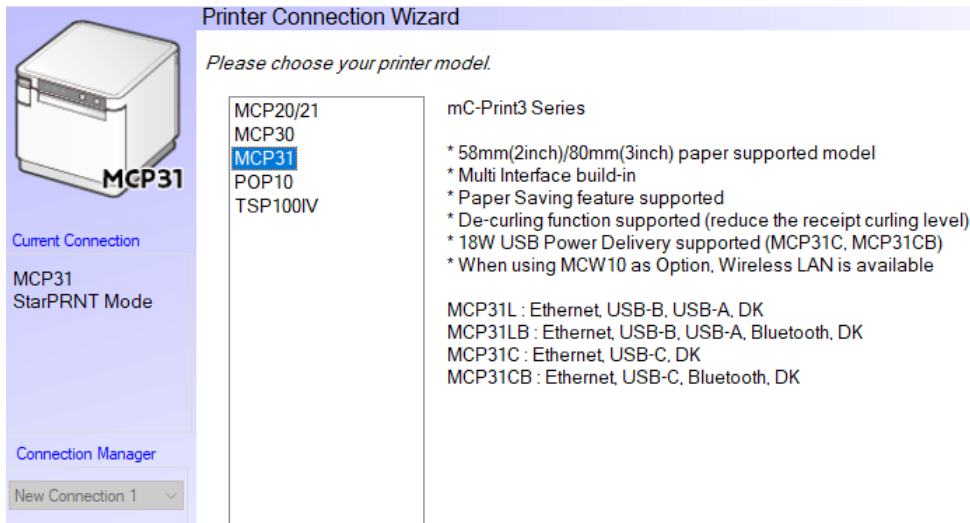 Printer Connection Wizard
Please choose your printer model.
MCP31
Current Connection
MCP31
StarPRNT Mode
Connection Manager
New Connection 1
MCP20/21
MCP30
MCP31
POP10
TSP100IV
mC-Print3 Series
* 58mm(2inch)/80mm(3inch) paper supported model
* Multi Interface build-in
* Paper Saving feature supported
* De-curling function supported (reduce the receipt curling level)
* 18W USB Power Delivery supported (MCP31C, MCP31CB)
* When using MCW10 as Option, Wireless LAN is available
MCP31L : Ethernet, USB-B, USB-A, DK
MCP31LB : Ethernet, USB-B, USB-A, Bluetooth, DK
MCP31C : Ethernet, USB-C, DK
MCP31CB : Ethernet, USB-C, Bluetooth, DK